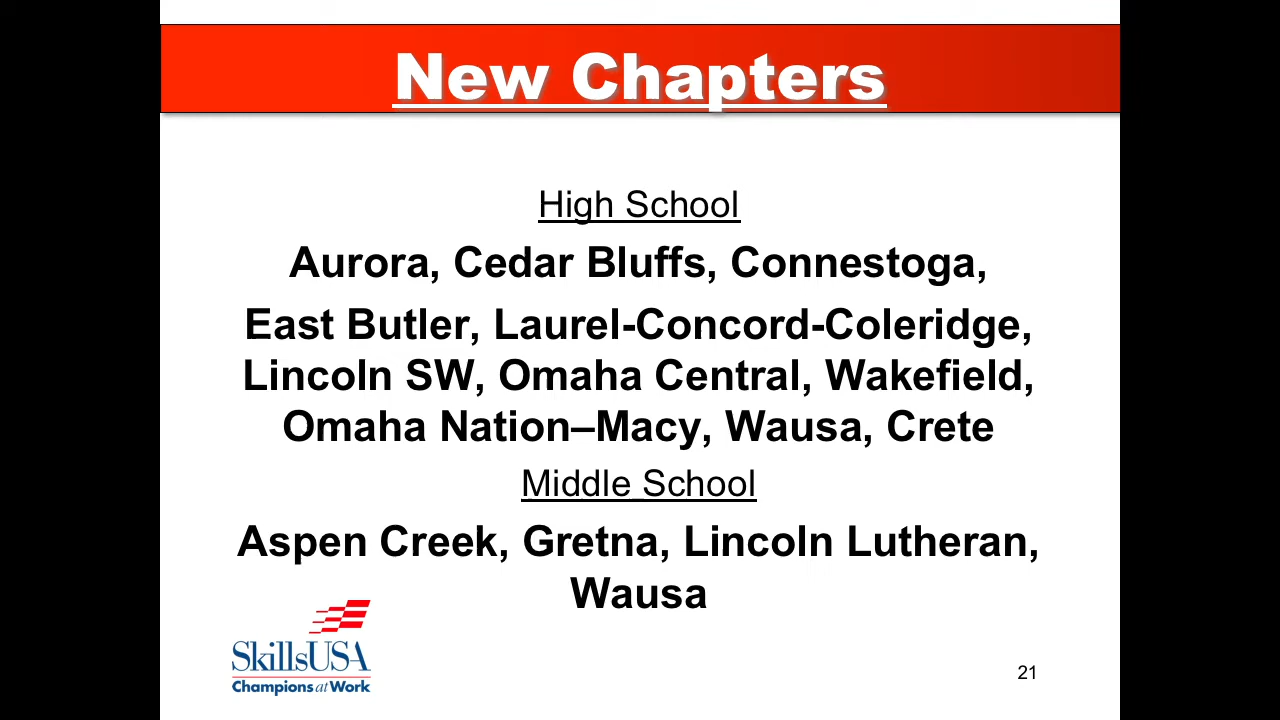 New Chapters
High School
Aurora, Cedar Bluffs, Connestoga,
East Butler, Laurel-Concord-Coleridge,
Lincoln SW, Omaha Central, Wakefield,
Omaha Nation–Macy, Wausa, Crete
Middle School
Aspen Creek, Gretna, Lincoln Lutheran,
Wausa
SkillsUSA
Champions at Work
21